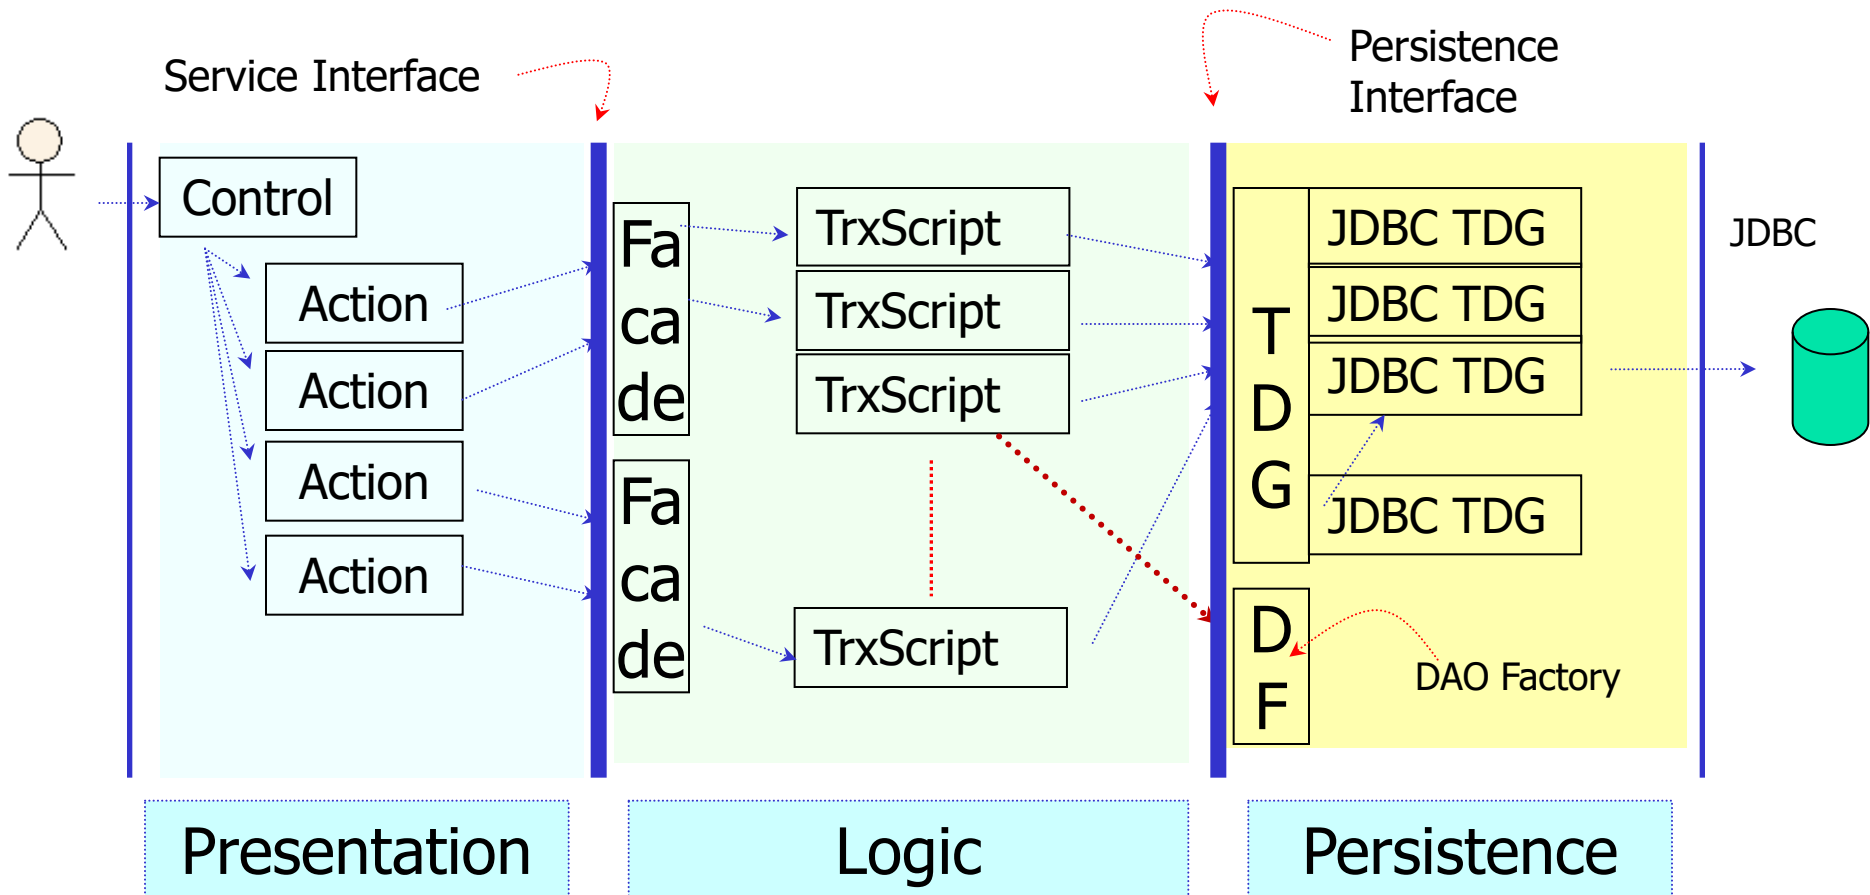 Service Interface
Persistence
Interface
Control
Action
Action
Action
Action
Fa
ca
de
Fa
ca
de
TrxScript
TrxScript
TrxScript
TrxScript
T
D
G
D
F
JDBC TDG
JDBC TDG
JDBC TDG
JDBC TDG
DAO Factory
JDBC
Presentation
Logic
Persistence